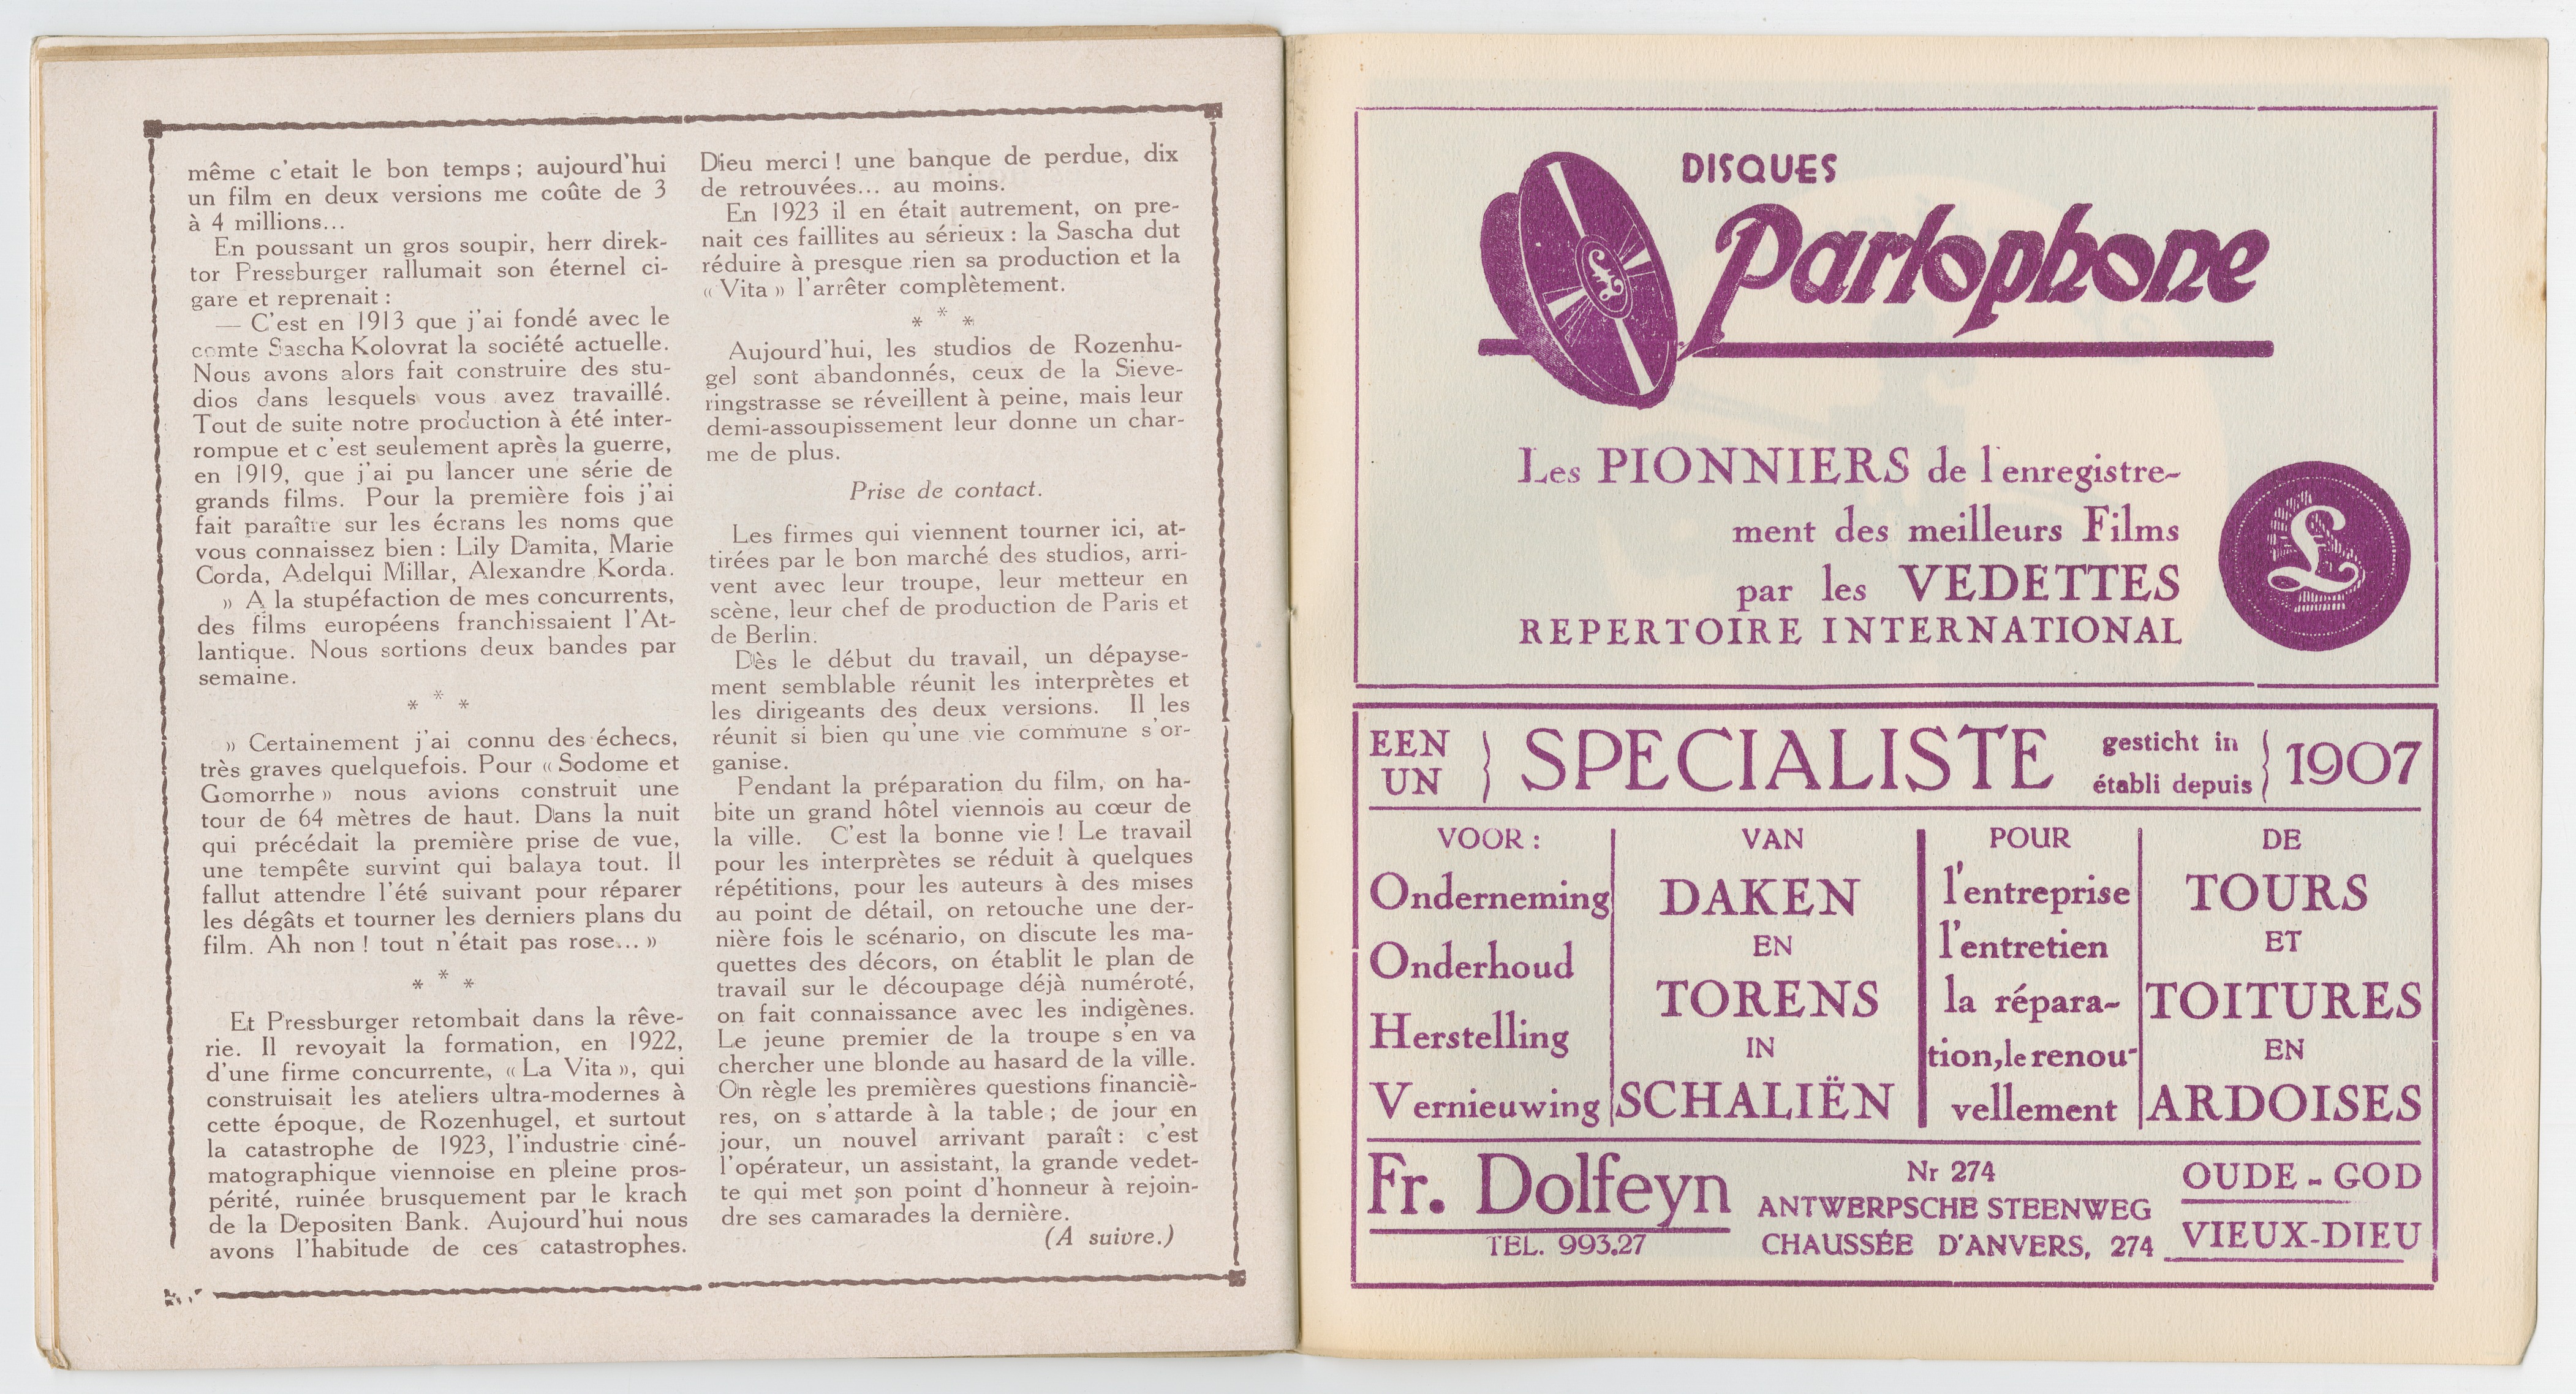 même c'etait le bon temps ; aujourd'hui
un film en deux versions me coûte de 3
à 4 millions...
En poussant un gros soupir, herr direk-
tor Pressburger rallumait son éternel ci-
gare et reprenait :
— C'est en 1913 que j'ai fondé avec le
comte Sascha Kolovrat la société actuelle.
Nous avons alors fait construire des stu-
dios dans lesquels vous avez travaillé.
Tout de suite notre production à été inter-
rompue et c'est seulement après la guerre,
en 1919, que j'ai pu lancer une série de
grands films. Pour la première fois j'ai
fait paraître sur les écrans les noms que
vous connaissez bien : Lily Damita, Marie
Corda, Adelqui Millar, Alexandre Korda.
» A la stupéfaction de mes concurrents,
des films européens franchissaient l'At-
lantique. Nous sortions deux bandes par
semaine.
* * *
» Certainement j'ai connu des échecs,
très graves quelquefois. Pour « Sodome et
Gomorrhe » nous avions construit une
tour de 64 mètres de haut. Dans la nuit
qui précédait la première prise de vue,
une tempête survint qui balaya tout. Il
fallut attendre l'été suivant pour réparer
les dégâts et tourner les derniers plans du
film. Ah non ! tout n'était pas rose... »
* * *
Et Pressburger retombait dans la rêve-
rie. Il revoyait la formation, en 1922,
d'une firme concurrente, « La Vita », qui
construisait les ateliers ultra-modernes à
cette époque, de Rozenhugel, et surtout
la catastrophe de 1923, l'industrie ciné-
matographique viennoise en pleine pros-
périté, ruinée brusquement par le krach
de la Depositen Bank. Aujourd'hui nous
avons l'habitude de ces catastrophes.
Dieu merci ! une banque de perdue, dix
de retrouvées... au moins.
En 1923 il en était autrement, on pre-
nait ces faillites au sérieux : la Sascha dut
réduire à presque rien sa production et la
« Vita » l'arrêter complètement.
* * *
Aujourd'hui, les studios de Rozenhu-
gel sont abandonnés, ceux de la Sieve-
ringstrasse se réveillent à peine, mais leur
demi-assoupissement leur donne un char-
me de plus.
Prise de contact.
Les firmes qui viennent tourner ici, at-
tirées par le bon marché des studios, arri-
vent avec leur troupe, leur metteur en
scène, leur chef de production de Paris et
de Berlin.
Dès le début du travail, un dépayse-
ment semblable réunit les interprètes et
les dirigeants des deux versions. Il les
réunit si bien qu'une vie commune s'or-
ganise.
Pendant la préparation du film, on ha-
bite un grand hôtel viennois au cœur de
la ville. C'est la bonne vie ! Le travail
pour les interprètes se réduit à quelques
répétitions, pour les auteurs à des mises
au point de détail, on retouche une der-
nière fois le scénario, on discute les ma-
quettes des décors, on établit le plan de
travail sur le découpage déjà numéroté,
on fait connaissance avec les indigènes.
Le jeune premier de la troupe s'en va
chercher une blonde au hasard de la ville.
On règle les premières questions financiè-
res, on s'attarde à la table ; de jour en
jour, un nouvel arrivant paraît : c'est
l'opérateur, un assistant, la grande vedet-
te qui met son point d'honneur à rejoin-
dre ses camarades la dernière.
(A suivre.)
DISQUES
Parlophone
Les PIONNIERS de l'enregistre-
ment des meilleurs Films
par les VEDETTES
REPERTOIRE INTERNATIONAL
£
EEN
UN
SPECIALISTE
gesticht in
établi depuis
1907
VOOR :
Onderneming
Onderhoud
Herstelling
Vernieuwing
VAN
DAKEN
EN
TORENS
IN
SCHALIËN
POUR
l'entreprise
l'entretien
la répara-
tion, le renou-
vellement
DE
TOURS
ET
TOITURES
EN
ARDOISES
Fr. Dolfeyn
TEL. 993.27
Nr 274
ANTWERPSCHE STEENWEG
CHAUSSÉE D'ANVERS, 274
OUDE-GOD
VIEUX-DIEU